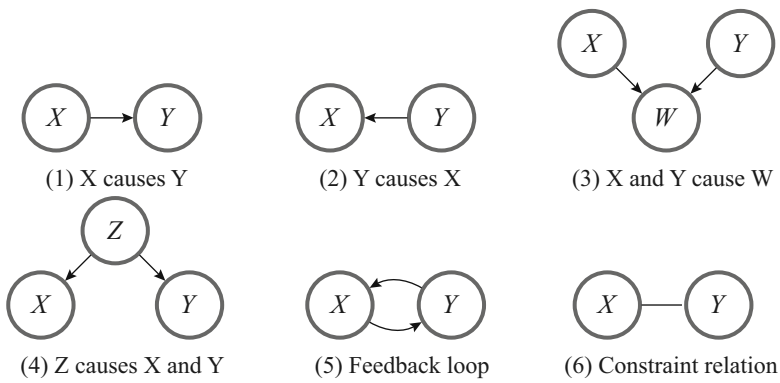 X Y
W
X Y
X Y
(1) X causes Y
(2) Y causes X
(3) X and Y cause W
Z
X Y
X Y
X Y
(4) Z causes X and Y
(5) Feedback loop
(6) Constraint relation